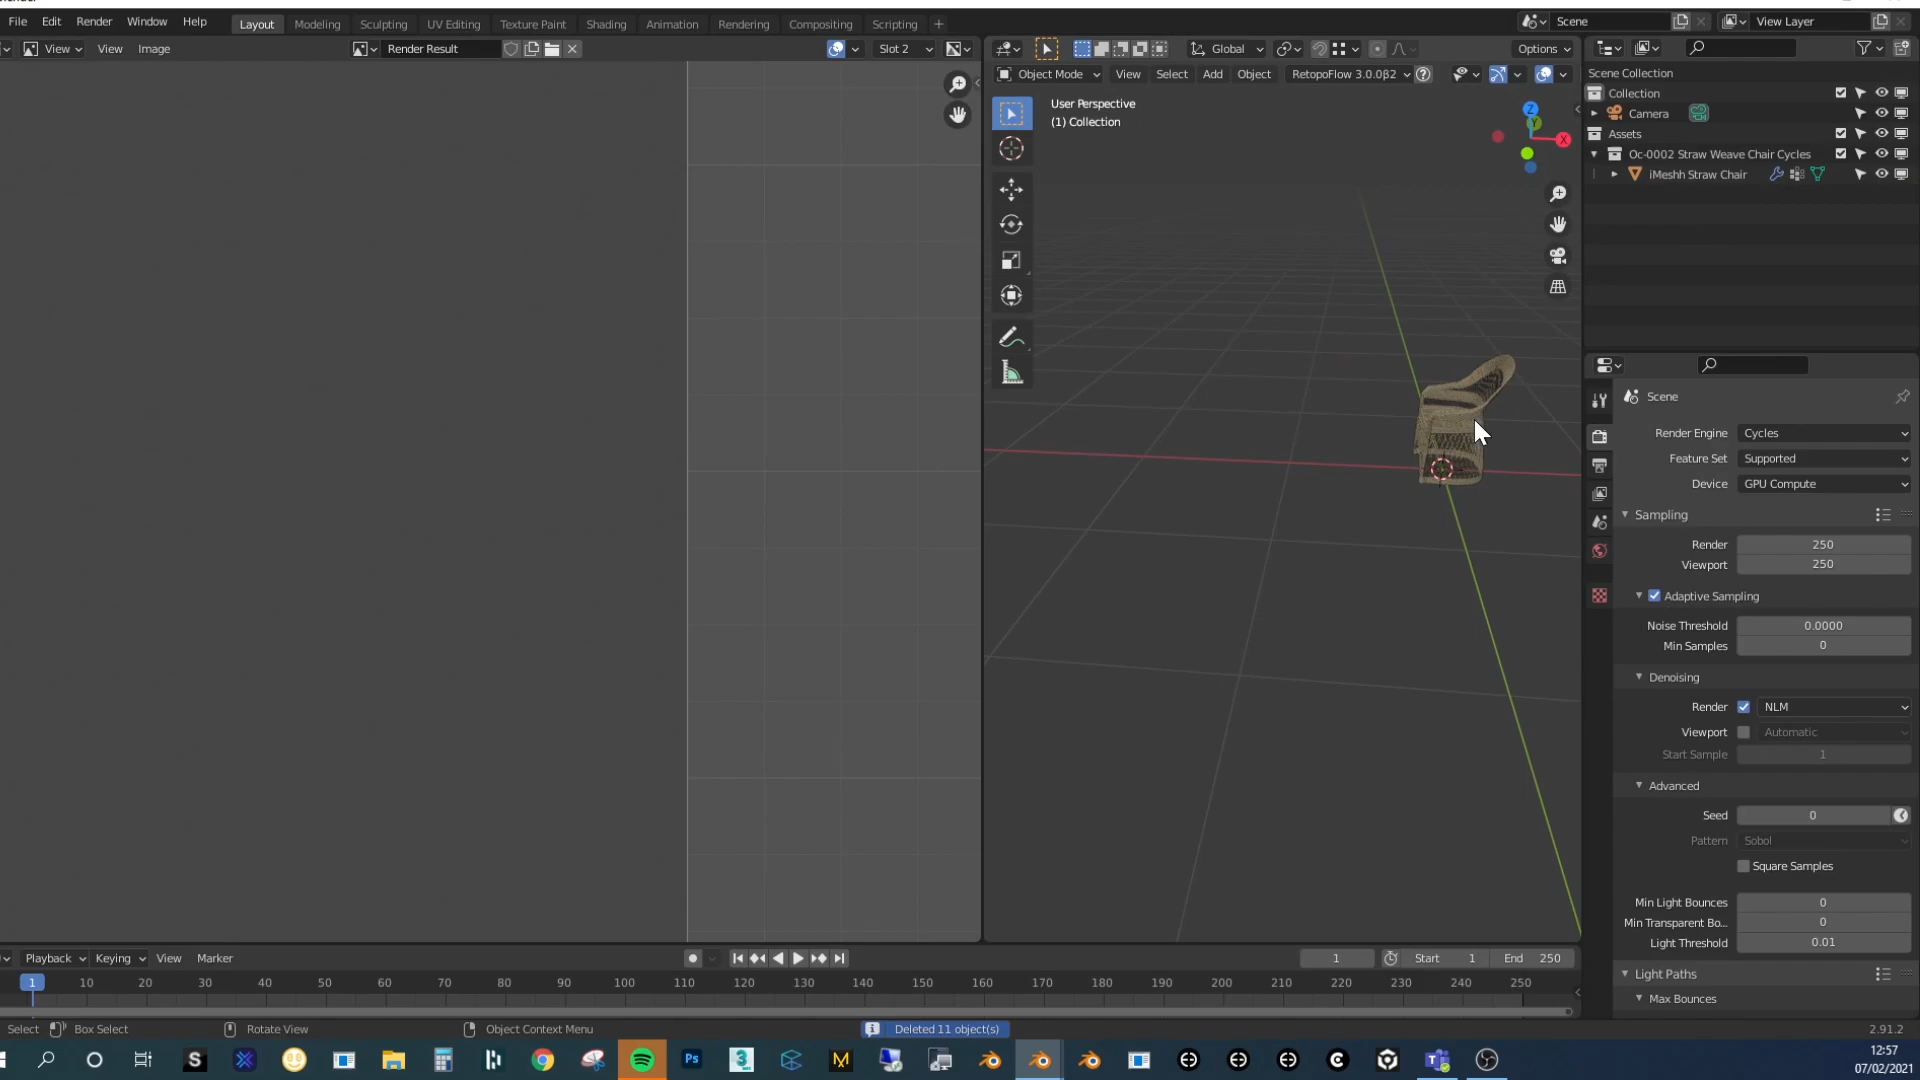 File Edit Render Window Help Layout Modeling Sculpting UV Editing Texture Paint Shading Animation Rendering Compositing Scripting + Scene View Layer
View View Image Render Result Slot 2 Global Options
Object Mode View Select Add Object RetopoFlow 3.0.0β2
User Perspective
(1) Collection
Z
Y
X
Scene Collection
Collection
Camera
Assets
Oc-0002 Straw Weave Chair Cycles
iMeshh Straw Chair
Scene
Render Engine Cycles
Feature Set Supported
Device GPU Compute
Sampling
Render 250
Viewport 250
Adaptive Sampling
Noise Threshold 0.0000
Min Samples 0
Denoising
Render NLM
Viewport Automatic
Start Sample 1
Advanced
Seed 0
Pattern Sobol
Square Samples
Min Light Bounces 0
Min Transparent Bo... 0
Light Threshold 0.01
Light Paths
Max Bounces
Playback Keying View Marker 1 Start 1 End 250
1 10 20 30 40 50 60 70 80 90 100 110 120 130 140 150 160 170 180 190 200 210 220 230 240 250
Select Box Select Rotate View Object Context Menu Deleted 11 object(s) 2.91.2
S Ps 3 M
12:57
07/02/2021